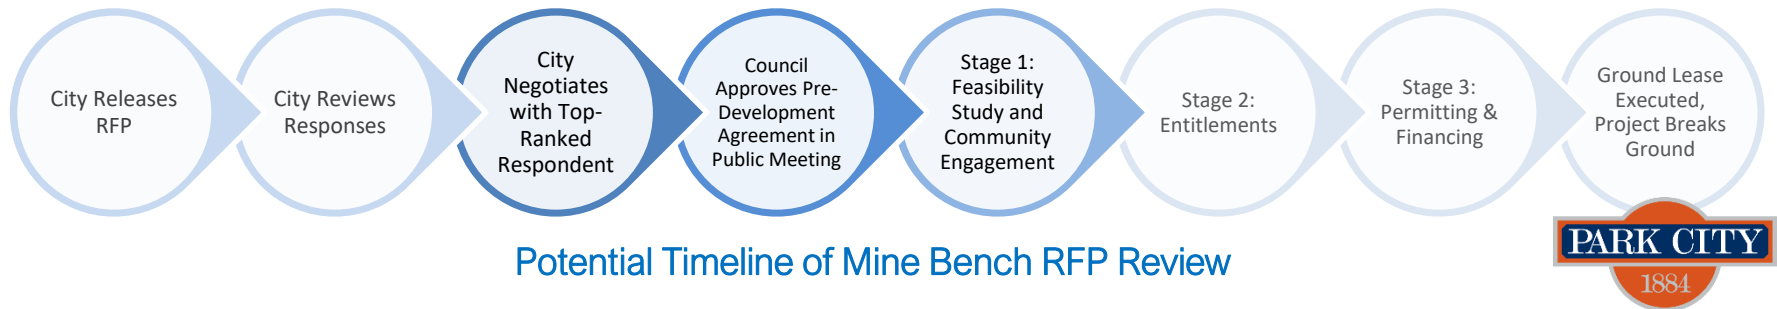 City Releases
RFP
City Reviews
Responses
City
Negotiates
with Top-
Ranked
Respondent
Council
Approves Pre-
Development
Agreement in
Public Meeting
Stage 1:
Feasibility
Study and
Community
Engagement
Stage 2:
Entitlements
Stage 3:
Permitting &
Financing
Ground Lease
Executed,
Project Breaks
Ground
Potential Timeline of Mine Bench RFP Review
PARK CITY
1884